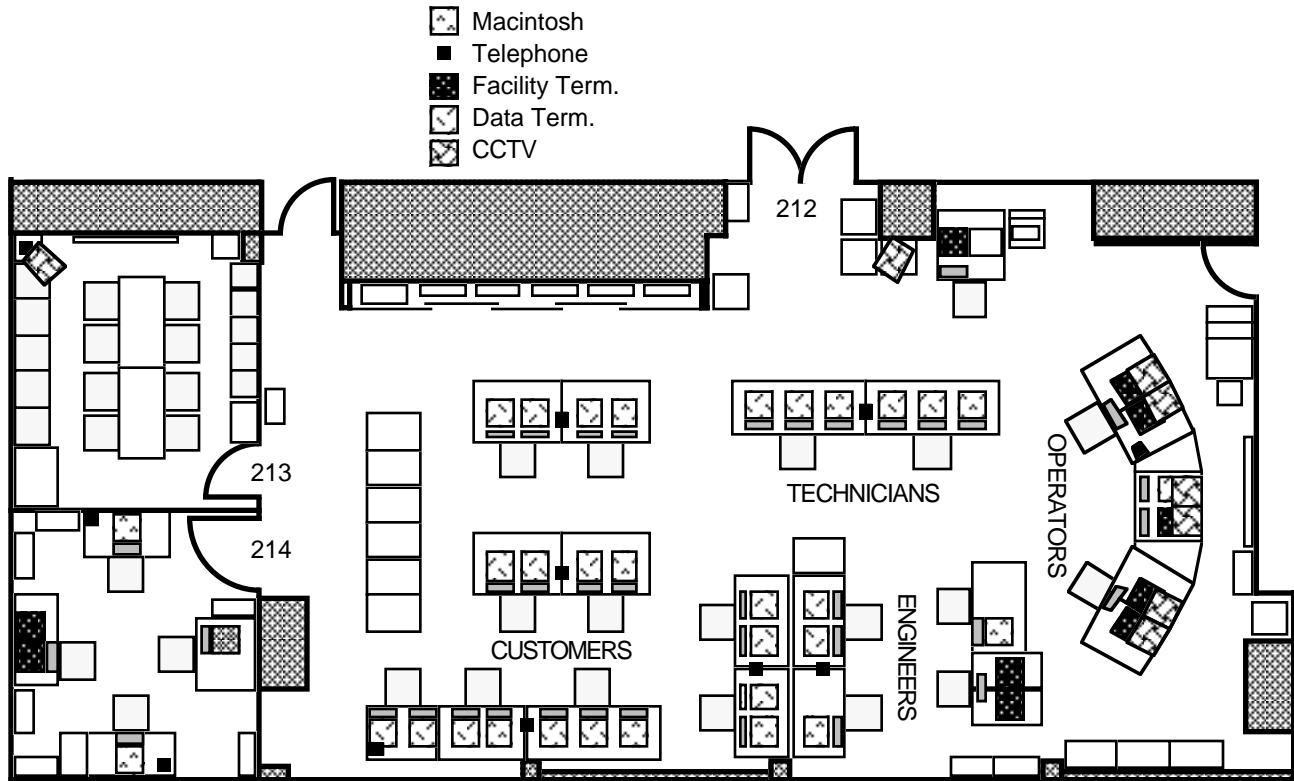 Macintosh
Telephone
Facility Term.
Data Term.
CCTV
212
213
TECHNICIANS
OPERATORS
214
CUSTOMERS
ENGINEERS